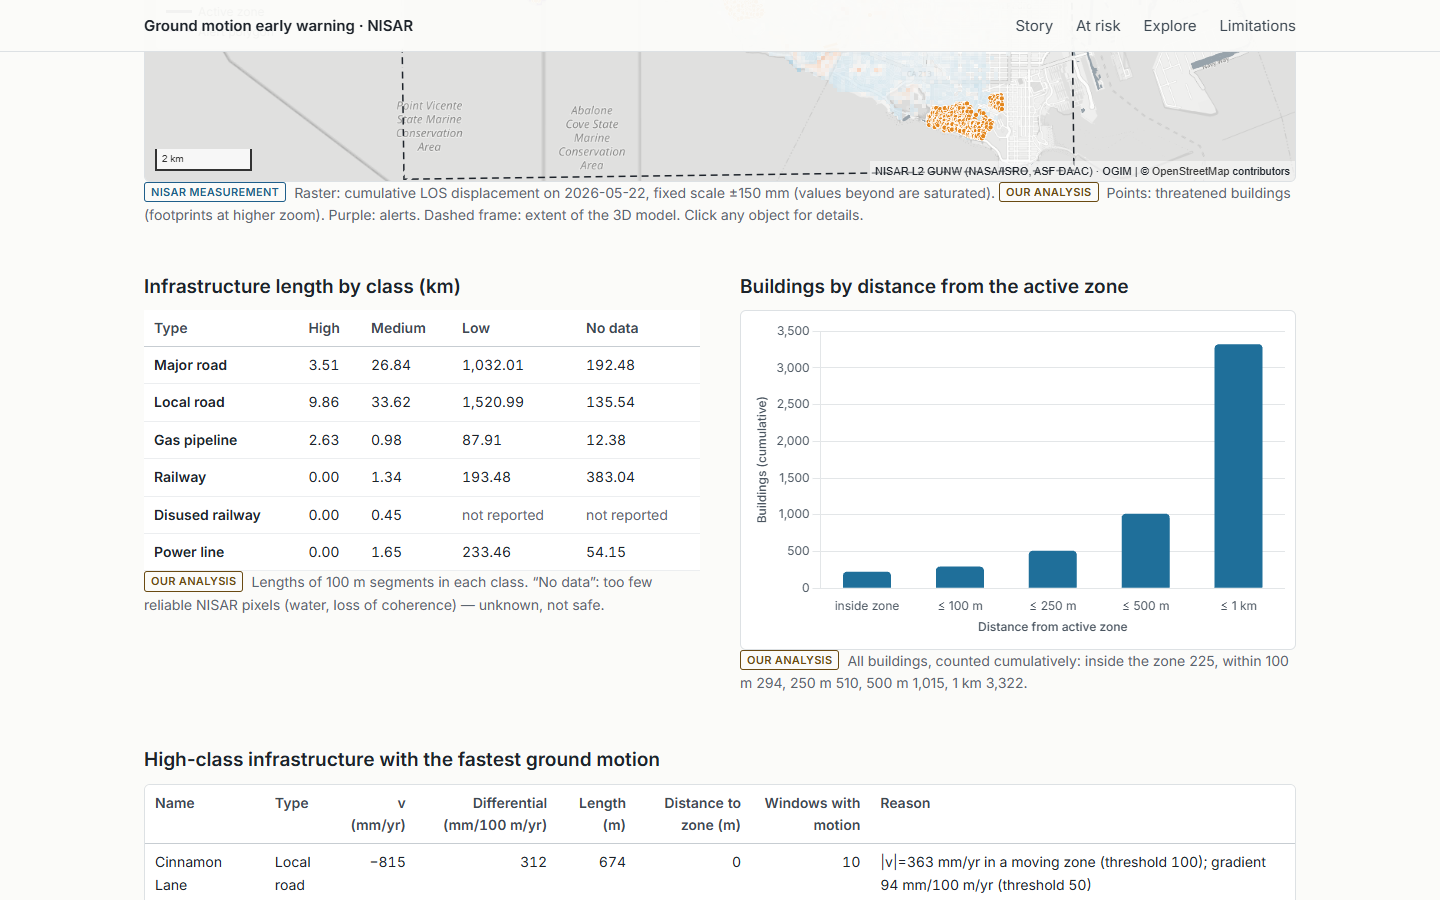 Ground motion early warning · NISAR
Story At risk Explore Limitations
Point Vicente
State Marine
Conservation
Area
Abalone
Cove State
Marine
Conservation
Area
2 km
NISAR L2 GUNW (NASA/ISRO, ASF DAAC) · OGIM | © OpenStreetMap contributors
NISAR MEASUREMENT Raster: cumulative LOS displacement on 2026-05-22, fixed scale ±150 mm (values beyond are saturated). OUR ANALYSIS Points: threatened buildings
(footprints at higher zoom). Purple: alerts. Dashed frame: extent of the 3D model. Click any object for details.
Infrastructure length by class (km)
Type High Medium Low No data
Major road 3.51 26.84 1,032.01 192.48
Local road 9.86 33.62 1,520.99 135.54
Gas pipeline 2.63 0.98 87.91 12.38
Railway 0.00 1.34 193.48 383.04
Disused railway 0.00 0.45 not reported not reported
Power line 0.00 1.65 233.46 54.15
OUR ANALYSIS Lengths of 100 m segments in each class. “No data”: too few
reliable NISAR pixels (water, loss of coherence) — unknown, not safe.
Buildings by distance from the active zone
Buildings (cumulative)
3,500
3,000
2,500
2,000
1,500
1,000
500
0
inside zone ≤ 100 m ≤ 250 m ≤ 500 m ≤ 1 km
Distance from active zone
OUR ANALYSIS All buildings, counted cumulatively: inside the zone 225, within 100
m 294, 250 m 510, 500 m 1,015, 1 km 3,322.
High-class infrastructure with the fastest ground motion
Name Type v Differential Length Distance to Windows with Reason
(mm/yr) (mm/100 m/yr) (m) zone (m) motion
Cinnamon Local −815 312 674 0 10 |v|=363 mm/yr in a moving zone (threshold 100); gradient
Lane road 94 mm/100 m/yr (threshold 50)